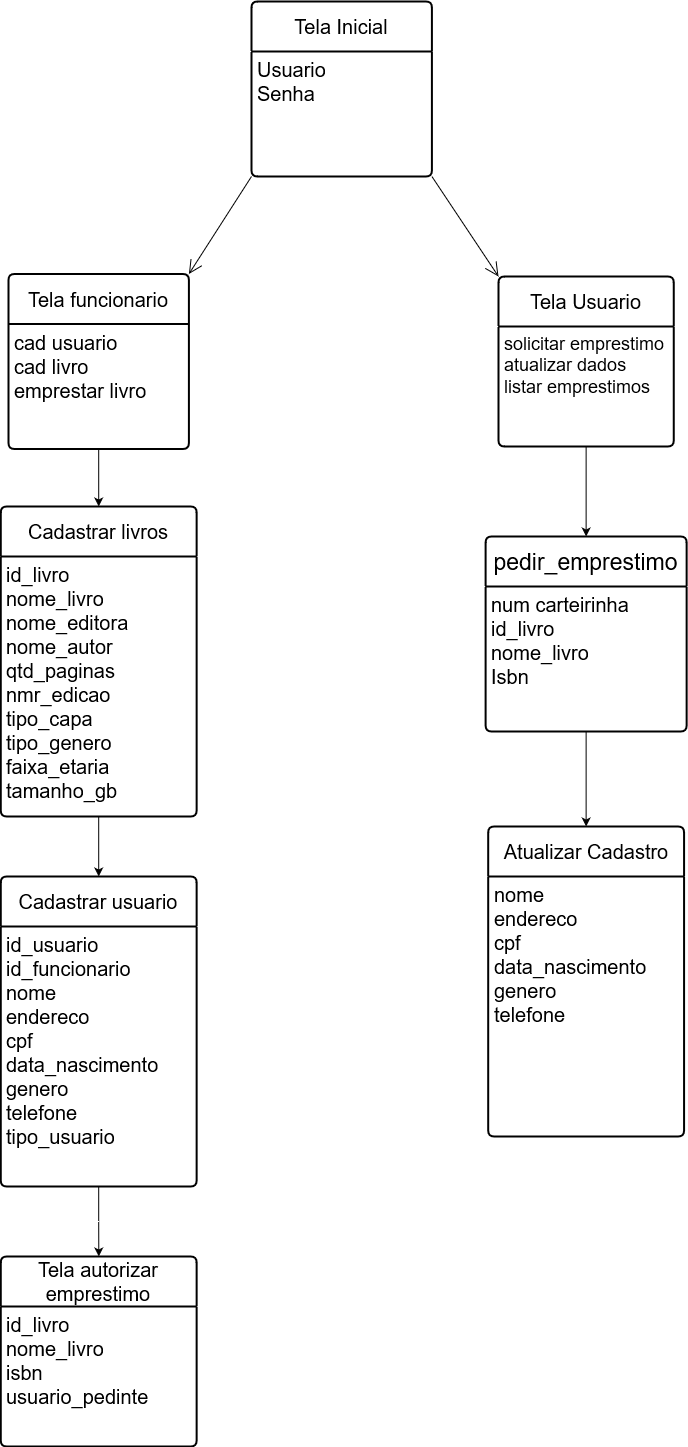 Tela Inicial
Usuario
Senha
Tela funcionario
cad usuario
cad livro
emprestar livro
Tela Usuario
solicitar emprestimo
atualizar dados
listar emprestimos
Cadastrar livros
id_livro
nome_livro
nome_editora
nome_autor
qtd_paginas
nmr_edicao
tipo_capa
tipo_genero
faixa_etaria
tamanho_gb
pedir_emprestimo
num carteirinha
id_livro
nome_livro
Isbn
Cadastrar usuario
id_usuario
id_funcionario
nome
endereco
cpf
data_nascimento
genero
telefone
tipo_usuario
Atualizar Cadastro
nome
endereco
cpf
data_nascimento
genero
telefone
Tela autorizar
emprestimo
id_livro
nome_livro
isbn
usuario_pedinte